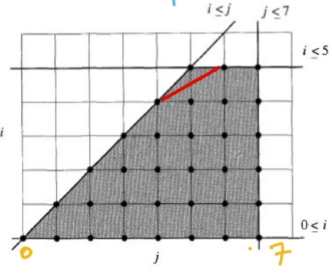 i ≤ j
j ≤ 7
i ≤ 5
i
0 ≤ i
0
j
7